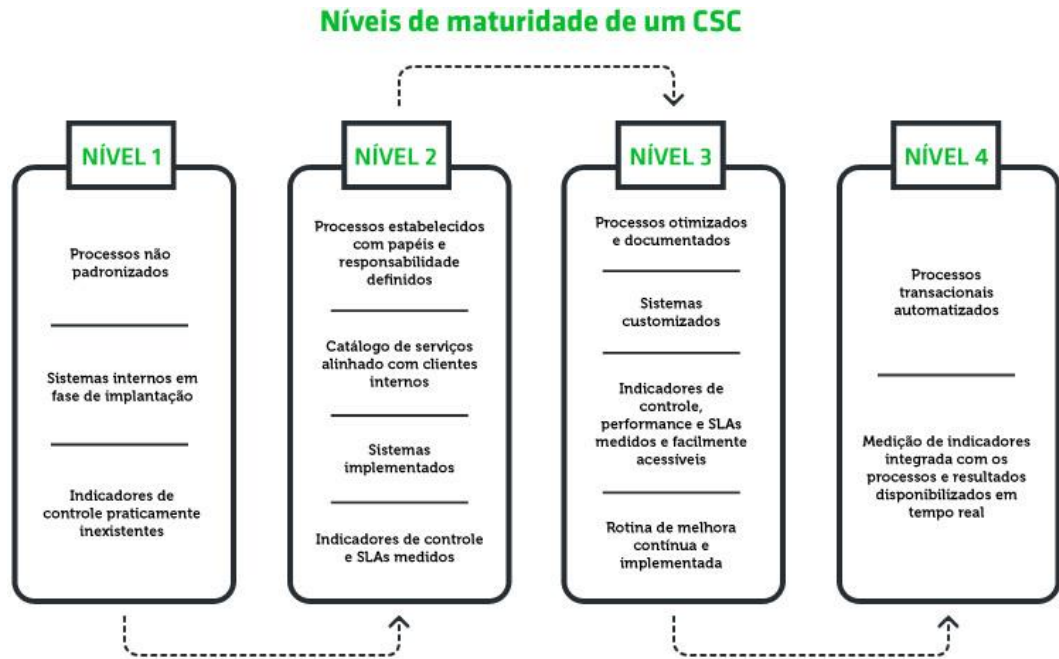 Níveis de maturidade de um CSC
NÍVEL 1
Processos não
padronizados
Sistemas internos em
fase de implantação
Indicadores de
controle praticamente
inexistentes
NÍVEL 2
Processos estabelecidos
com papéis e
responsabilidade
definidos
Catálogo de serviços
alinhado com clientes
internos
Sistemas
implementados
Indicadores de controle
e SLAs medidos
NÍVEL 3
Processos otimizados
e documentados
Sistemas
customizados
Indicadores de
controle,
performance e SLAs
medidos e facilmente
acessíveis
Rotina de melhora
contínua e
implementada
NÍVEL 4
Processos
transacionais
automatizados
Medição de indicadores
integrada com os
processos e resultados
disponibilizados em
tempo real